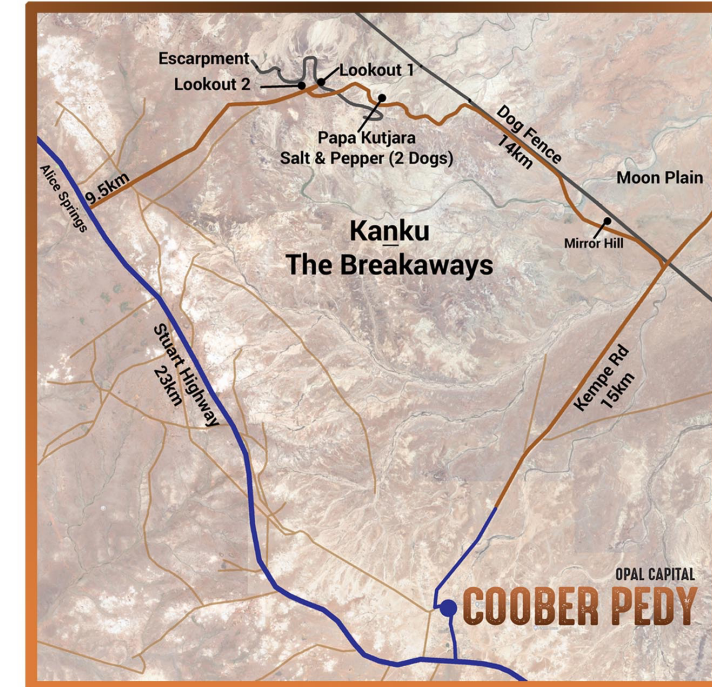 Escarpment
Lookout 1
Lookout 2
Papa Kutjara
Salt & Pepper (2 Dogs)
Dog Fence
14km
Moon Plain
Mirror Hill
9.5km
Alice Springs
Kanku
The Breakaways
Stuart Highway
23km
Kempe Rd
15km
OPAL CAPITAL
COOBER PEDY